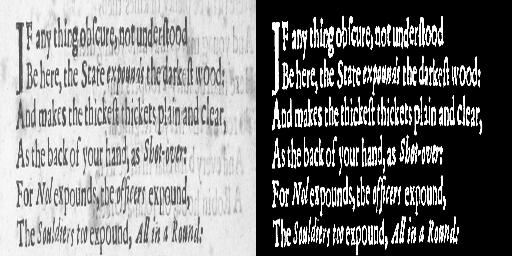 IF any thing obſcure, not underſtood
Be here, the State expounds the darkeſt wood:
And makes the thickeſt thickets plain and clear,
As the back of your hand, as Shot-over:
For Nol expounds, the officers expound,
The Souldiers too expound, All in a Round:
IF any thing obſcure, not underſtood
Be here, the State expounds the darkeſt wood:
And makes the thickeſt thickets plain and clear,
As the back of your hand, as Shot-over:
For Nol expounds, the officers expound,
The Souldiers too expound, All in a Round: